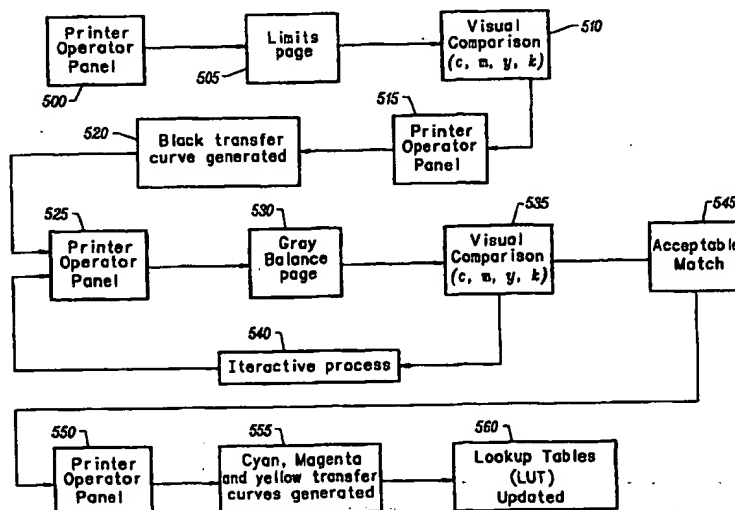 Printer
Operator
Panel
500
Limits
page
505
Visual
Comparison
(c, m, y, k)
510
515
Printer
Operator
Panel
520
Black transfer
curve generated
525
Printer
Operator
Panel
530
Gray
Balance
page
535
Visual
Comparison
(c, m, y, k)
545
Acceptable
Match
540
Iteractive process
550
Printer
Operator
Panel
555
Cyan, Magenta
and yellow transfer
curves generated
560
Lookup Tables
(LUT)
Updated